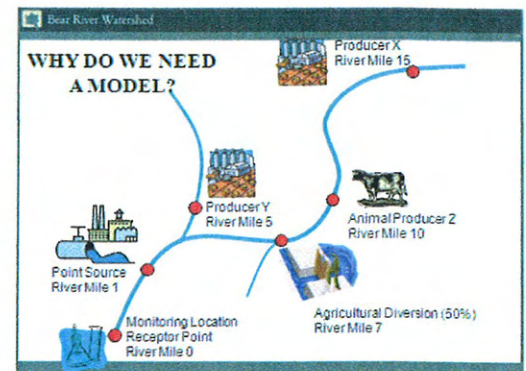 Bear River Watershed
WHY DO WE NEED
A MODEL?
Producer X
River Mile 15
Producer Y
River Mile 5
Animal Producer Z
River Mile 10
Point Source
River Mile 1
Agricultural Diversion (50%)
River Mile 7
Monitoring Location
Receptor Point
River Mile 0